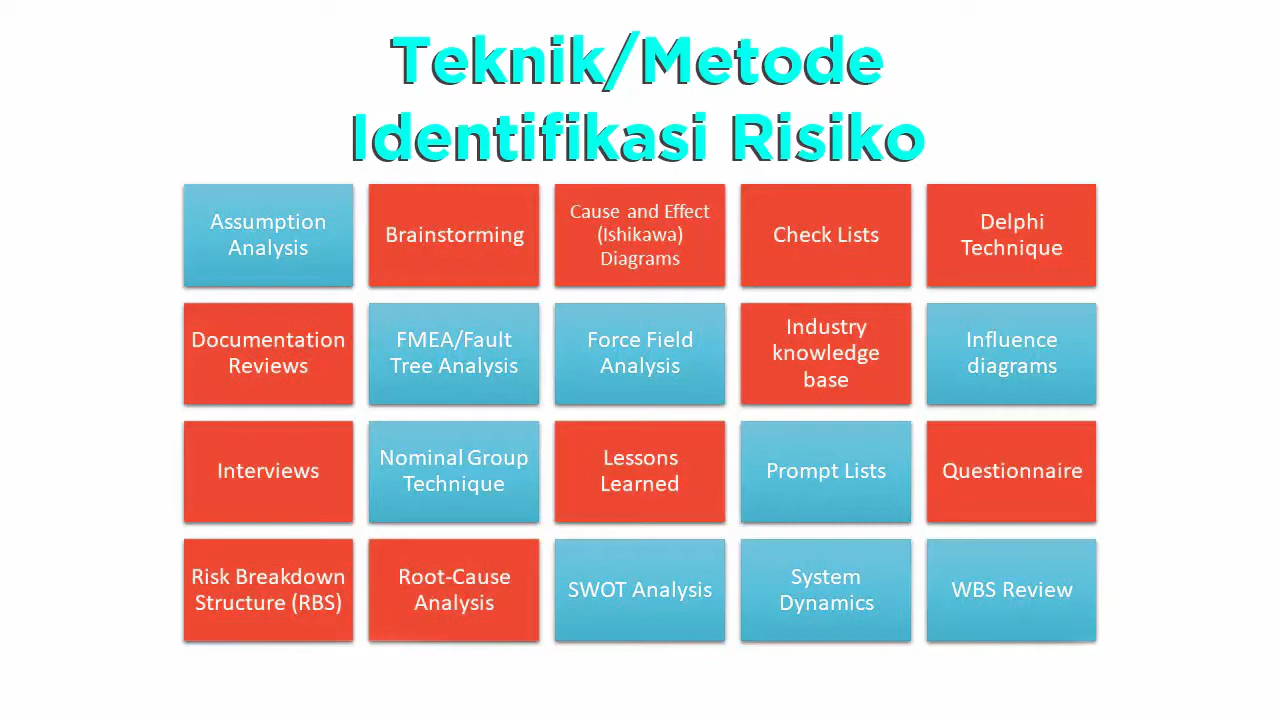 Teknik/Metode
Identifikasi Risiko
Assumption
Analysis
Brainstorming
Cause and Effect
(Ishikawa)
Diagrams
Check Lists
Delphi
Technique
Documentation
Reviews
FMEA/Fault
Tree Analysis
Force Field
Analysis
Industry
knowledge
base
Influence
diagrams
Interviews
Nominal Group
Technique
Lessons
Learned
Prompt Lists
Questionnaire
Risk Breakdown
Structure (RBS)
Root-Cause
Analysis
SWOT Analysis
System
Dynamics
WBS Review